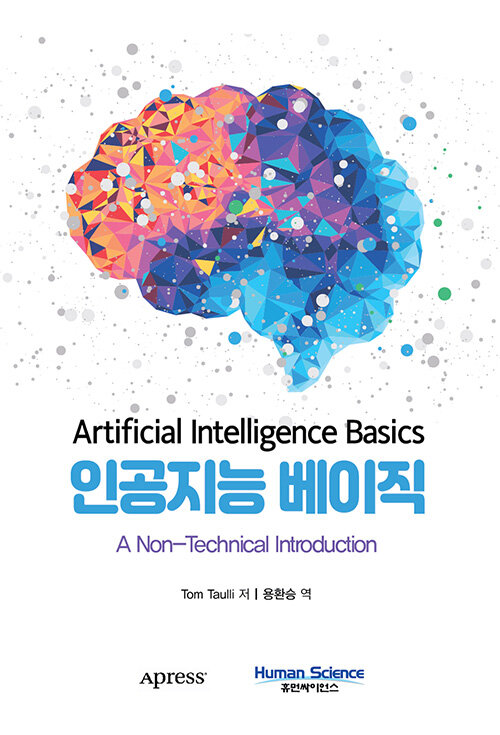 Artificial Intelligence Basics
인공지능 베이직
A Non-Technical Introduction
Tom Taulli 저 | 용환승 역
Apress®
Human Science
휴먼싸이언스